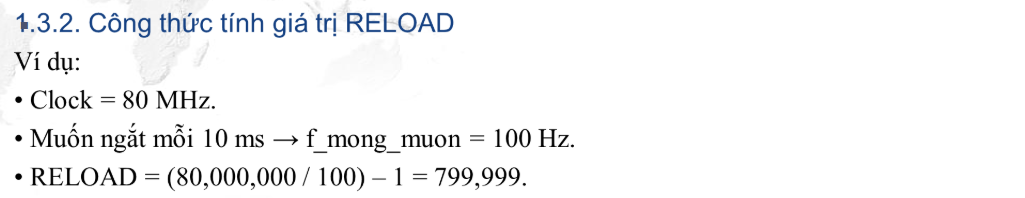 1.3.2. Công thức tính giá trị RELOAD
Ví dụ:
• Clock = 80 MHz.
• Muốn ngắt mỗi 10 ms → f_mong_muon = 100 Hz.
• RELOAD = (80,000,000 / 100) – 1 = 799,999.